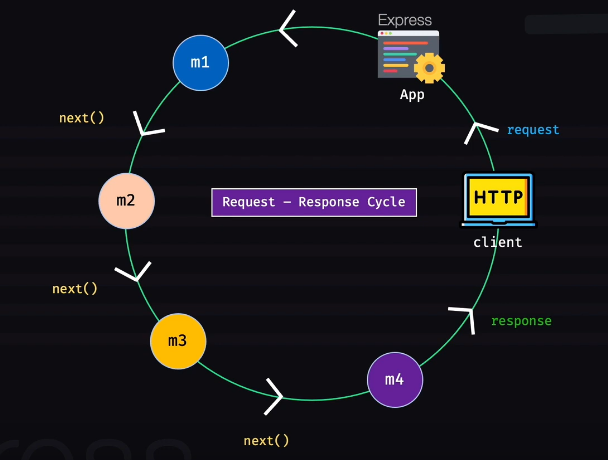 Express
App
m1
next()
request
m2
Request – Response Cycle
HTTP
client
next()
response
m3
m4
next()